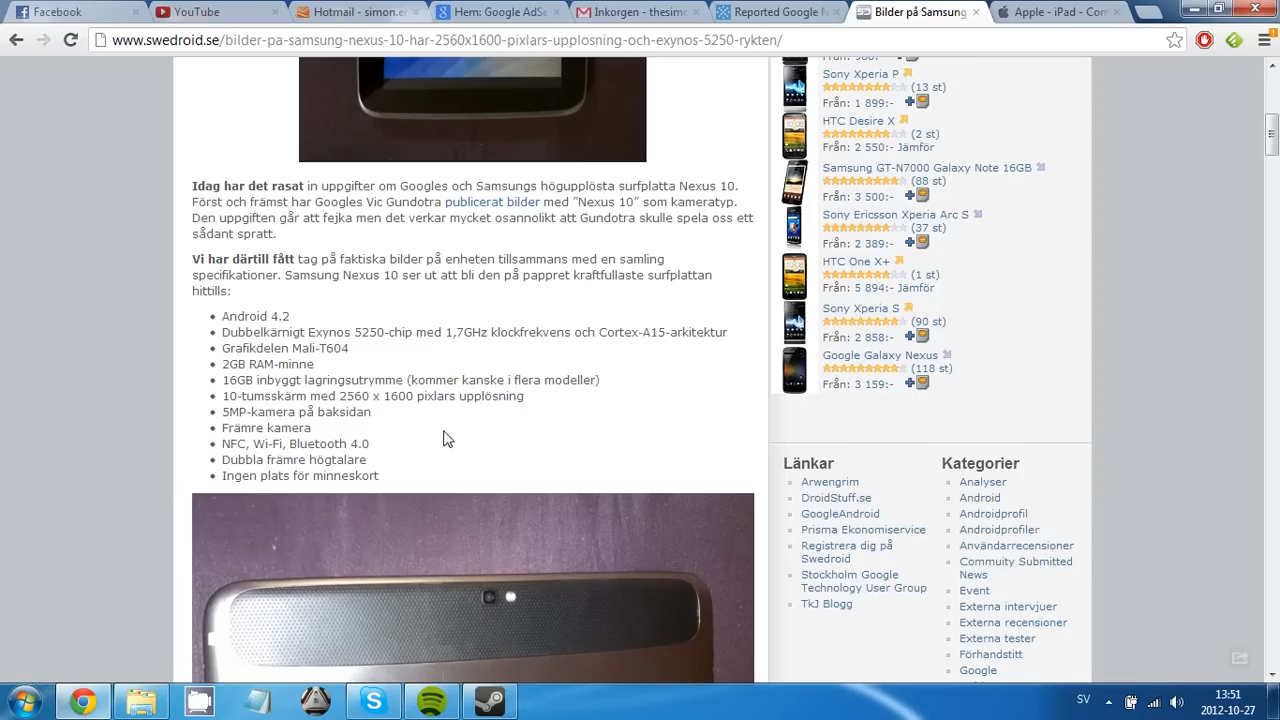 Facebook
YouTube
Hotmail - simon.e
Hem: Google AdSe
Inkorgen - thesim
Reported Google N
Bilder på Samsung
Apple - iPad - Com
www.swedroid.se/bilder-pa-samsung-nexus-10-har-2560x1600-pixlars-upplosning-och-exynos-5250-rykten/
Idag har det rasat in uppgifter om Googles och Samsungs högupplösta surfplatta Nexus 10.
Först och främst har Googles Vic Gundotra publicerat bilder med ”Nexus 10” som kameratyp.
Den uppgiften går att fejka men det verkar mycket osannolikt att Gundotra skulle spela oss ett
sådant spratt.
Vi har därtill fått tag på faktiska bilder på enheten tillsammans med en samling
specifikationer. Samsung Nexus 10 ser ut att bli den på pappret kraftfullaste surfplattan
hittills:
Android 4.2
Dubbelkärnigt Exynos 5250-chip med 1,7GHz klockfrekvens och Cortex-A15-arkitektur
Grafikdelen Mali-T604
2GB RAM-minne
16GB inbyggt lagringsutrymme (kommer kanske i flera modeller)
10-tumsskärm med 2560 x 1600 pixlars upplösning
5MP-kamera på baksidan
Främre kamera
NFC, Wi-Fi, Bluetooth 4.0
Dubbla främre högtalare
Ingen plats för minneskort
Sony Xperia P
(13 st)
Från: 1 899:-
HTC Desire X
(2 st)
Från: 2 550:- Jämför
Samsung GT-N7000 Galaxy Note 16GB
(88 st)
Från: 3 500:-
Sony Ericsson Xperia Arc S
(37 st)
Från: 2 389:-
HTC One X+
(1 st)
Från: 5 894:- Jämför
Sony Xperia S
(90 st)
Från: 2 858:-
Google Galaxy Nexus
(118 st)
Från: 3 159:-
Länkar
Arwengrim
DroidStuff.se
GoogleAndroid
Prisma Ekonomiservice
Registrera dig på
Swedroid
Stockholm Google
Technology User Group
TkJ Blogg
Kategorier
Analyser
Android
Androidprofil
Androidprofiler
Användarrecensioner
Commuity Submitted
News
Event
Externa intervjuer
Externa recensioner
Externa tester
Förhandstitt
Google
SV
13:51
2012-10-27